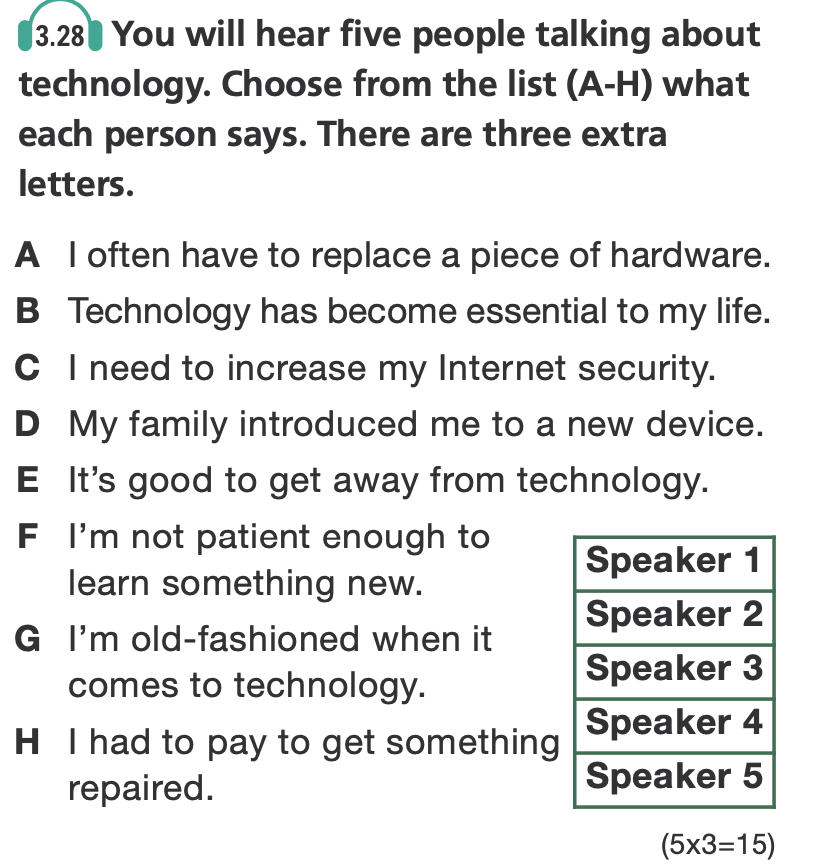 3.28 You will hear five people talking about
technology. Choose from the list (A-H) what
each person says. There are three extra
letters.
A I often have to replace a piece of hardware.
B Technology has become essential to my life.
C I need to increase my Internet security.
D My family introduced me to a new device.
E It’s good to get away from technology.
F I’m not patient enough to
learn something new.
G I’m old-fashioned when it
comes to technology.
H I had to pay to get something
repaired.
Speaker 1
Speaker 2
Speaker 3
Speaker 4
Speaker 5
(5x3=15)